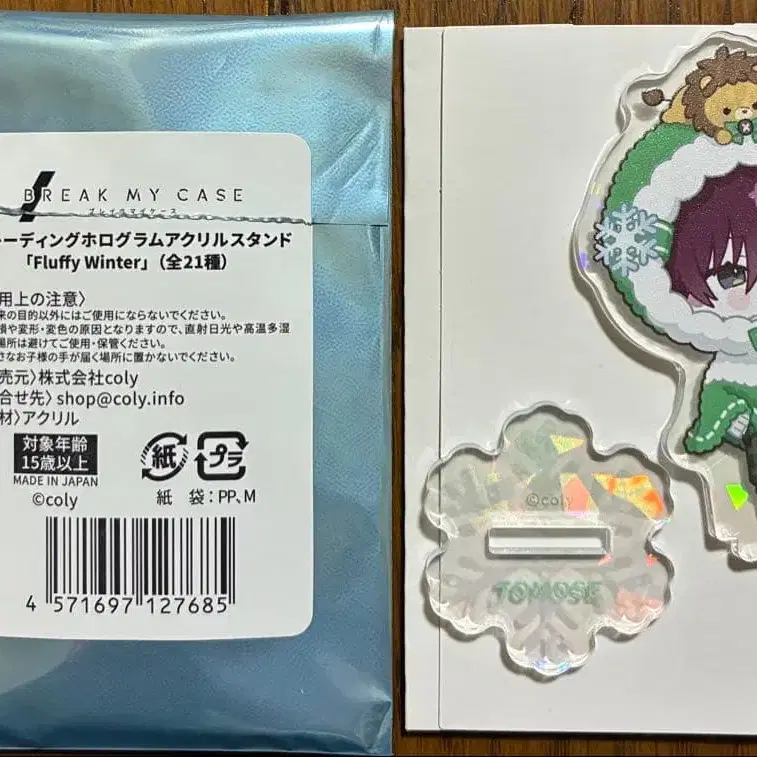 BREAK MY CASE
ブレイクマイケース
レーディングホログラムアクリルスタンド
「Fluffy Winter」（全21種）
用上の注意〉
来の目的以外にはご使用にならないでください。
損や変形・変色の原因となりますので、直射日光や高温多湿
場所は避けてご使用・保管ください。
さなお子様の手が届く場所に置かないでください。
売元〉株式会社coly
合せ先〉shop@coly.info
材〉アクリル
対象年齢
15歳以上
MADE IN JAPAN
©coly
紙
プラ
紙 袋：PP、M
4 571697 127685
©coly
TOMOSE